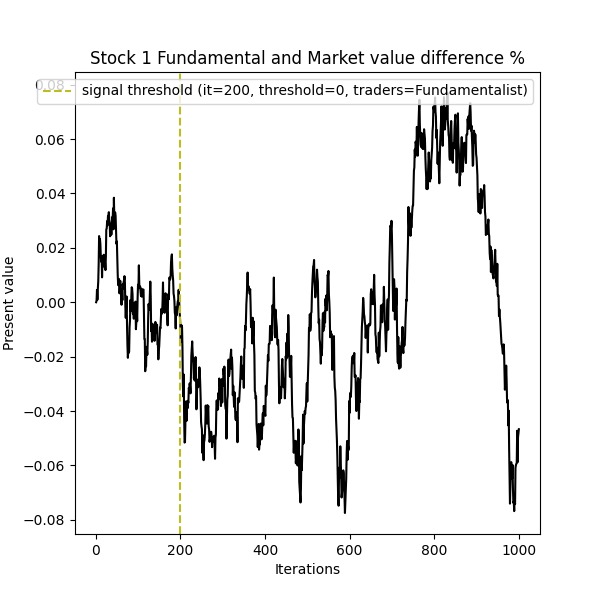 Stock 1 Fundamental and Market value difference %
signal threshold (it=200, threshold=0, traders=Fundamentalist)
0.08
0.06
0.04
0.02
0.00
−0.02
−0.04
−0.06
−0.08
Present value
0 200 400 600 800 1000
Iterations